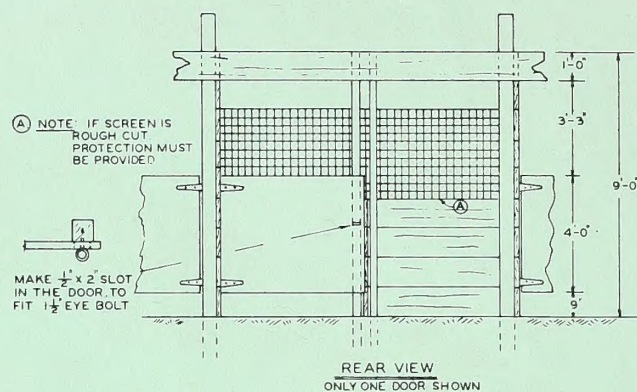 Ⓐ NOTE: IF SCREEN IS
ROUGH CUT
PROTECTION MUST
BE PROVIDED
1'-0"
3'-3"
9'-0"
Ⓐ
4'-0"
MAKE 1/2" x 2" SLOT
IN THE DOOR TO
FIT 1 1/2" EYE BOLT
9"
REAR VIEW
ONLY ONE DOOR SHOWN